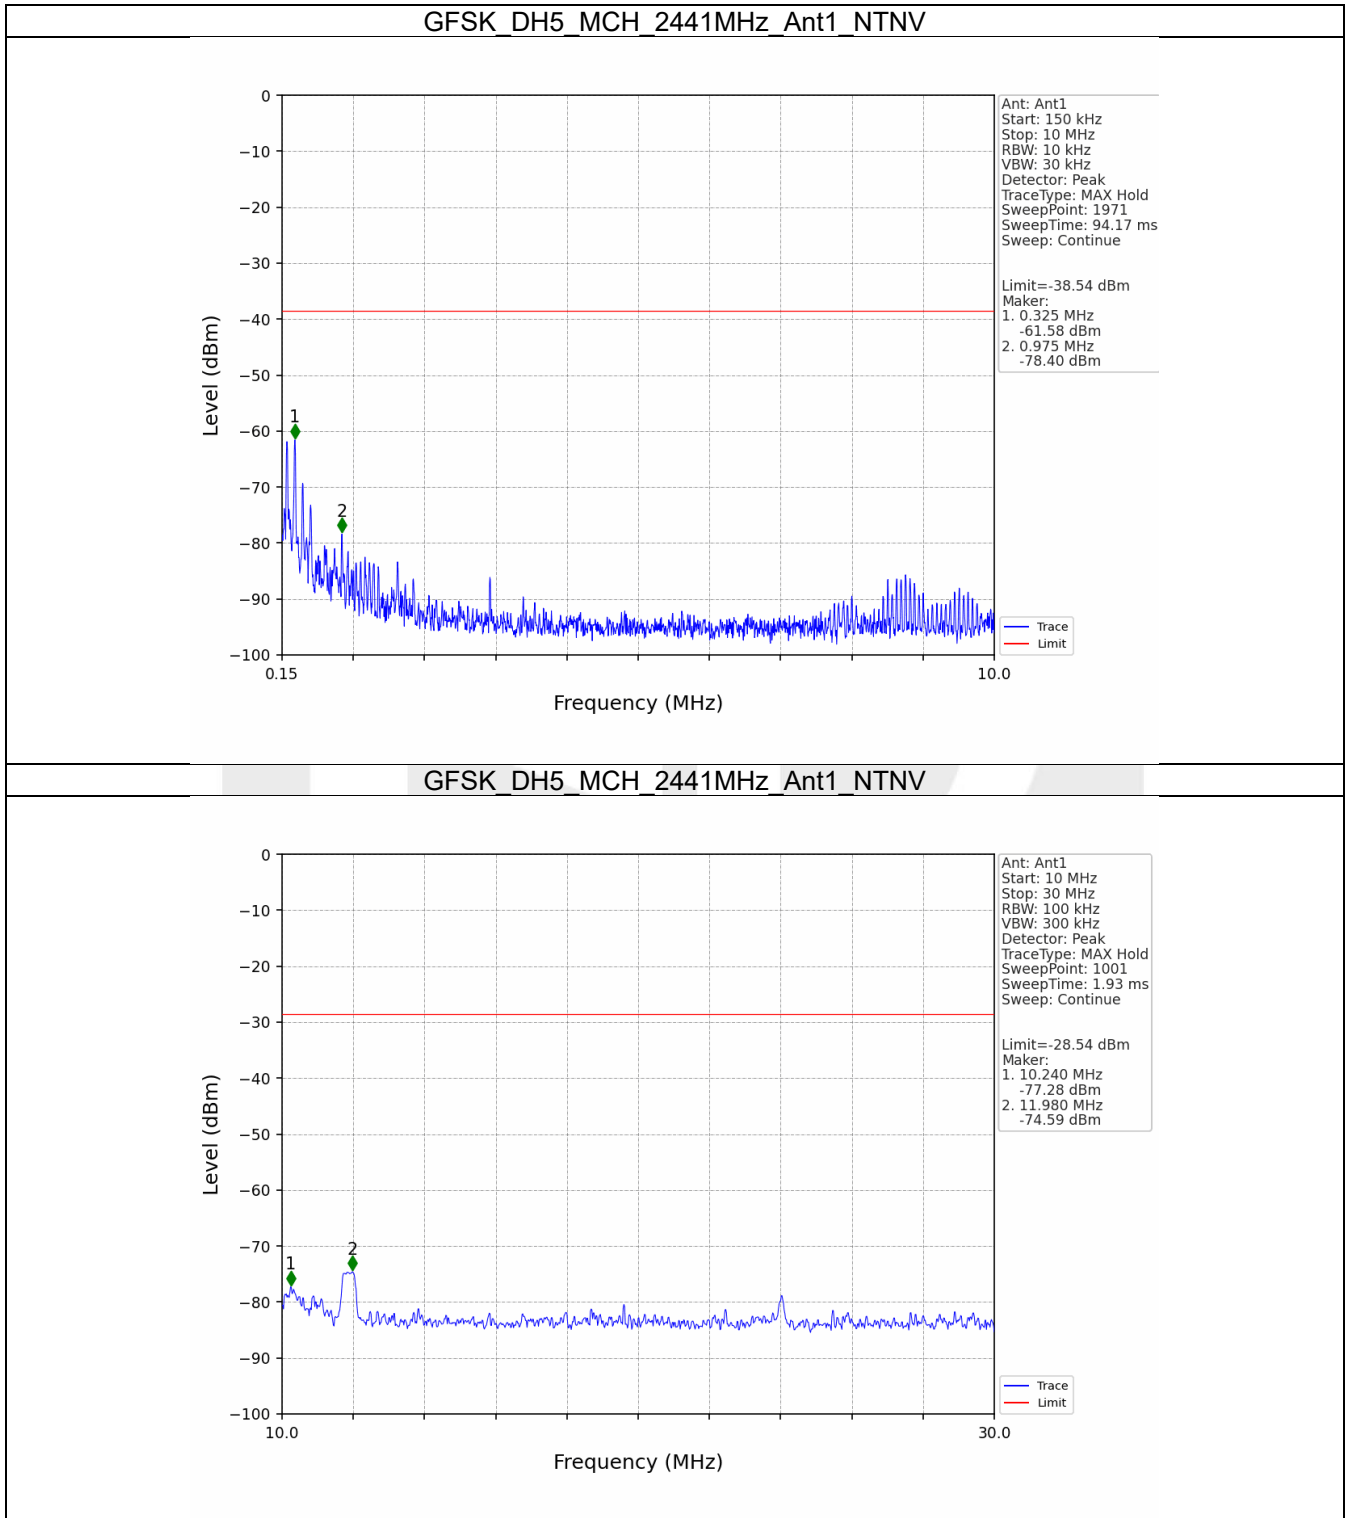 GFSK_DH5_MCH_2441MHz_Ant1_NTNV
0
−10
−20
−30
−40
−50
−60
−70
−80
−90
−100
Level (dBm)
1
2
0.15
10.0
Frequency (MHz)
Ant: Ant1
Start: 150 kHz
Stop: 10 MHz
RBW: 10 kHz
VBW: 30 kHz
Detector: Peak
TraceType: MAX Hold
SweepPoint: 1971
SweepTime: 94.17 ms
Sweep: Continue
Limit=-38.54 dBm
Maker:
1. 0.325 MHz
-61.58 dBm
2. 0.975 MHz
-78.40 dBm
Trace
Limit
GFSK_DH5_MCH_2441MHz_Ant1_NTNV
0
−10
−20
−30
−40
−50
−60
−70
−80
−90
−100
Level (dBm)
1
2
10.0
30.0
Frequency (MHz)
Ant: Ant1
Start: 10 MHz
Stop: 30 MHz
RBW: 100 kHz
VBW: 300 kHz
Detector: Peak
TraceType: MAX Hold
SweepPoint: 1001
SweepTime: 1.93 ms
Sweep: Continue
Limit=-28.54 dBm
Maker:
1. 10.240 MHz
-77.28 dBm
2. 11.980 MHz
-74.59 dBm
Trace
Limit